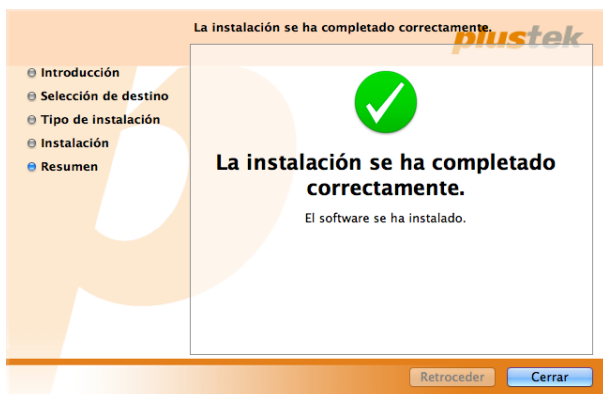 La instalación se ha completado correctamente.
plustek
Introducción
Selección de destino
Tipo de instalación
Instalación
Resumen
La instalación se ha completado
correctamente.
El software se ha instalado.
Retroceder
Cerrar